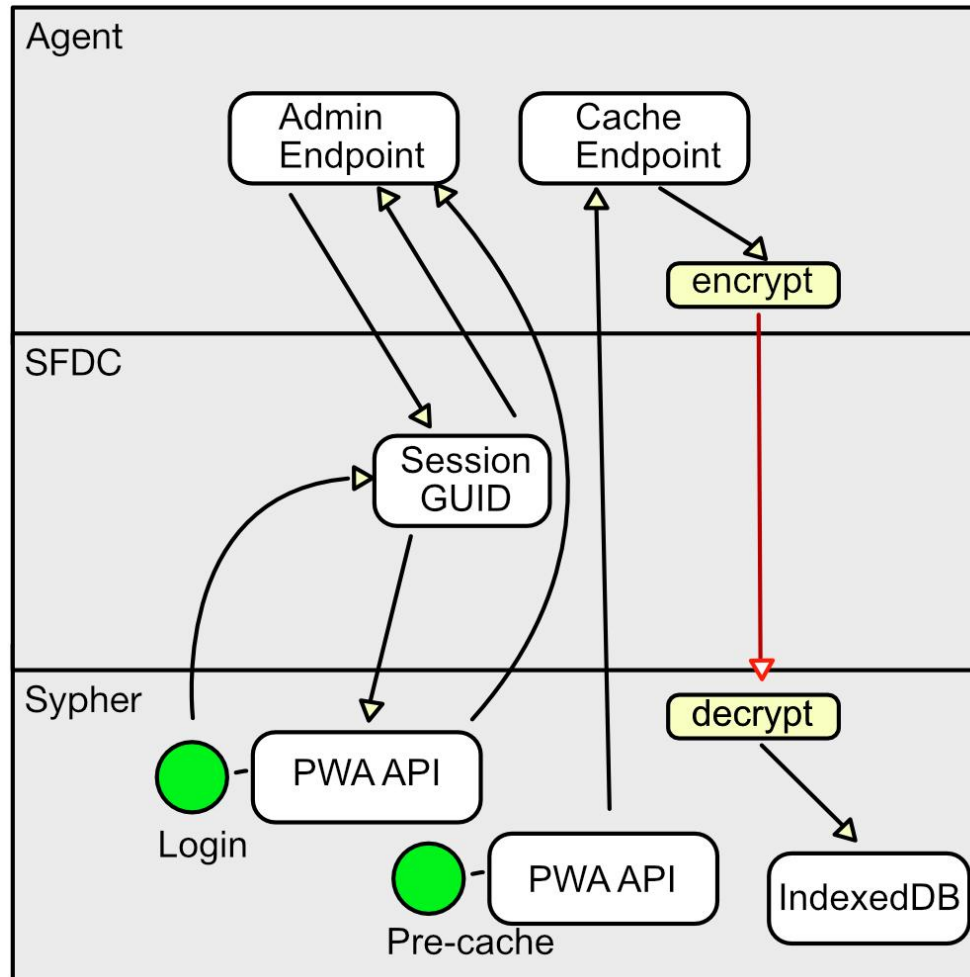 Agent
Admin
Endpoint
Cache
Endpoint
encrypt
SFDC
Session
GUID
Sypher
decrypt
PWA API
Login
PWA API
IndexedDB
Pre-cache